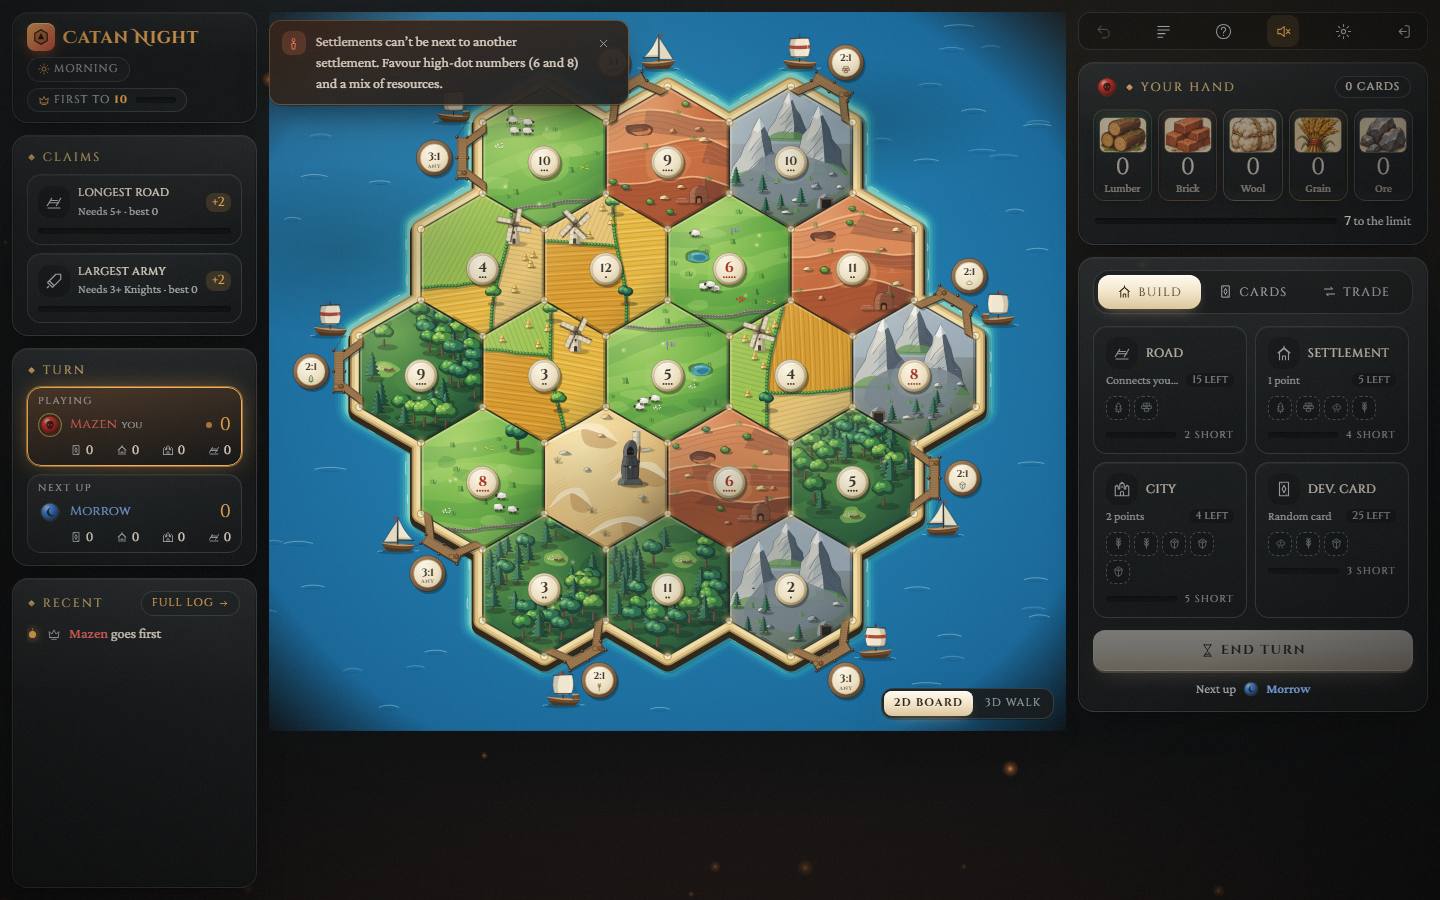 CATAN NIGHT
MORNING
FIRST TO 10
CLAIMS
LONGEST ROAD
Needs 5+ · best 0
+2
LARGEST ARMY
Needs 3+ Knights · best 0
+2
TURN
PLAYING
MAZEN YOU
0
0 0 0 0
NEXT UP
MORROW
0
0 0 0 0
RECENT
FULL LOG →
Mazen goes first
Settlements can't be next to another
settlement. Favour high-dot numbers (6 and 8)
and a mix of resources.
2:1
3:1
ANY
10
9
10
4
12
6
11
2:1
2:1
9
3
5
4
8
8
6
5
2:1
3:1
ANY
3
11
2
2:1
3:1
ANY
2D BOARD
3D WALK
YOUR HAND
0 CARDS
0 0 0 0 0
Lumber Brick Wool Grain Ore
7 to the limit
BUILD
CARDS
TRADE
ROAD
Connects you...
15 LEFT
2 SHORT
SETTLEMENT
1 point
5 LEFT
4 SHORT
CITY
2 points
4 LEFT
5 SHORT
DEV. CARD
Random card
25 LEFT
3 SHORT
END TURN
Next up Morrow